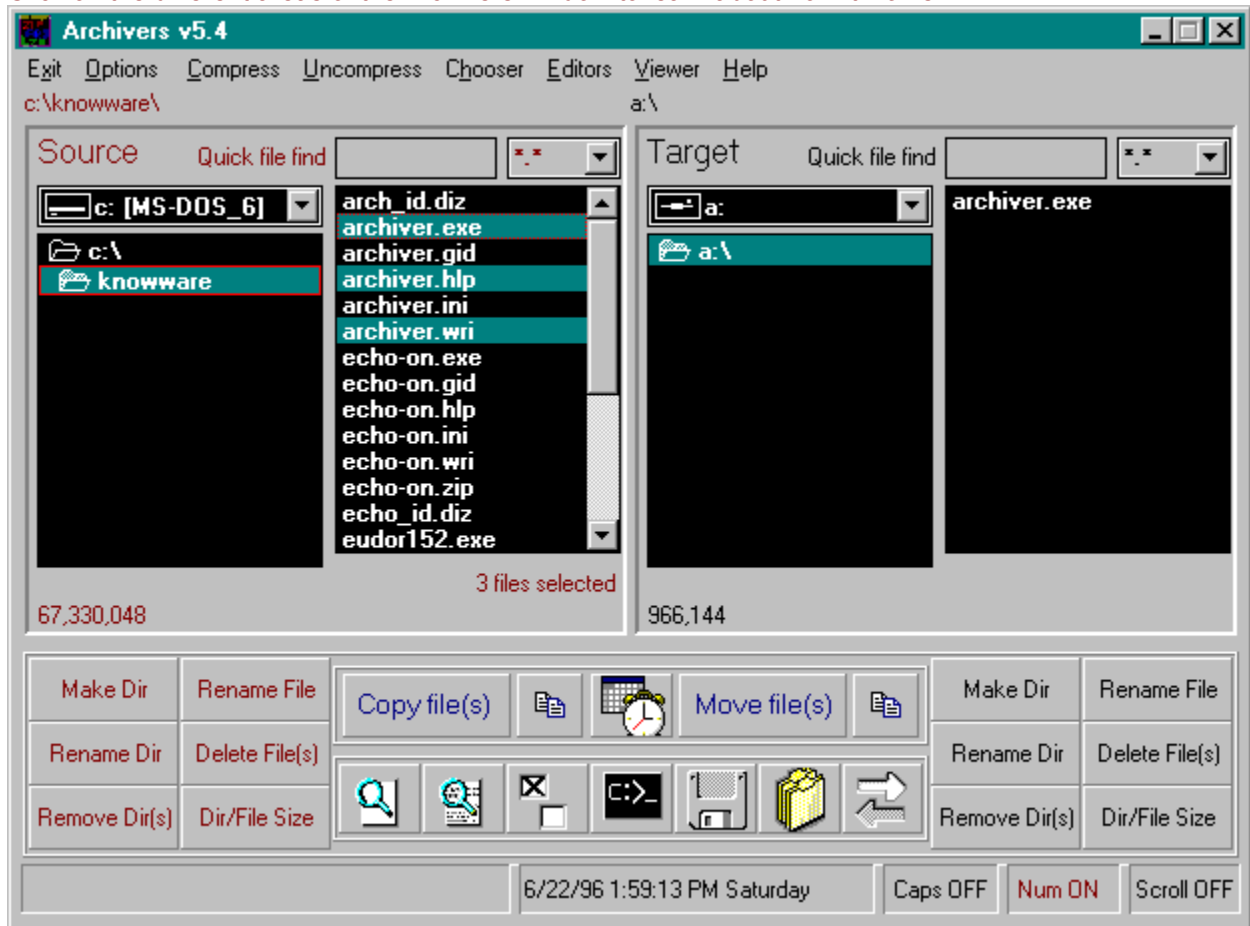 Archivers v5.4
Exit Options Compress Uncompress Chooser Editors Viewer Help
c:\knowware\ a:\
Source Quick file find *.*
Target Quick file find *.*
c: [MS-DOS_6]
c:\
knowware
arch_id.diz
archiver.exe
archiver.gid
archiver.hlp
archiver.ini
archiver.wri
echo-on.exe
echo-on.gid
echo-on.hlp
echo-on.ini
echo-on.wri
echo-on.zip
echo_id.diz
eudor152.exe
3 files selected
67,330,048
a:
a:\
archiver.exe
966,144
Make Dir Rename File
Rename Dir Delete File(s)
Remove Dir(s) Dir/File Size
Copy file(s) Move file(s)
C:>_
Make Dir Rename File
Rename Dir Delete File(s)
Remove Dir(s) Dir/File Size
6/22/96 1:59:13 PM Saturday Caps OFF Num ON Scroll OFF